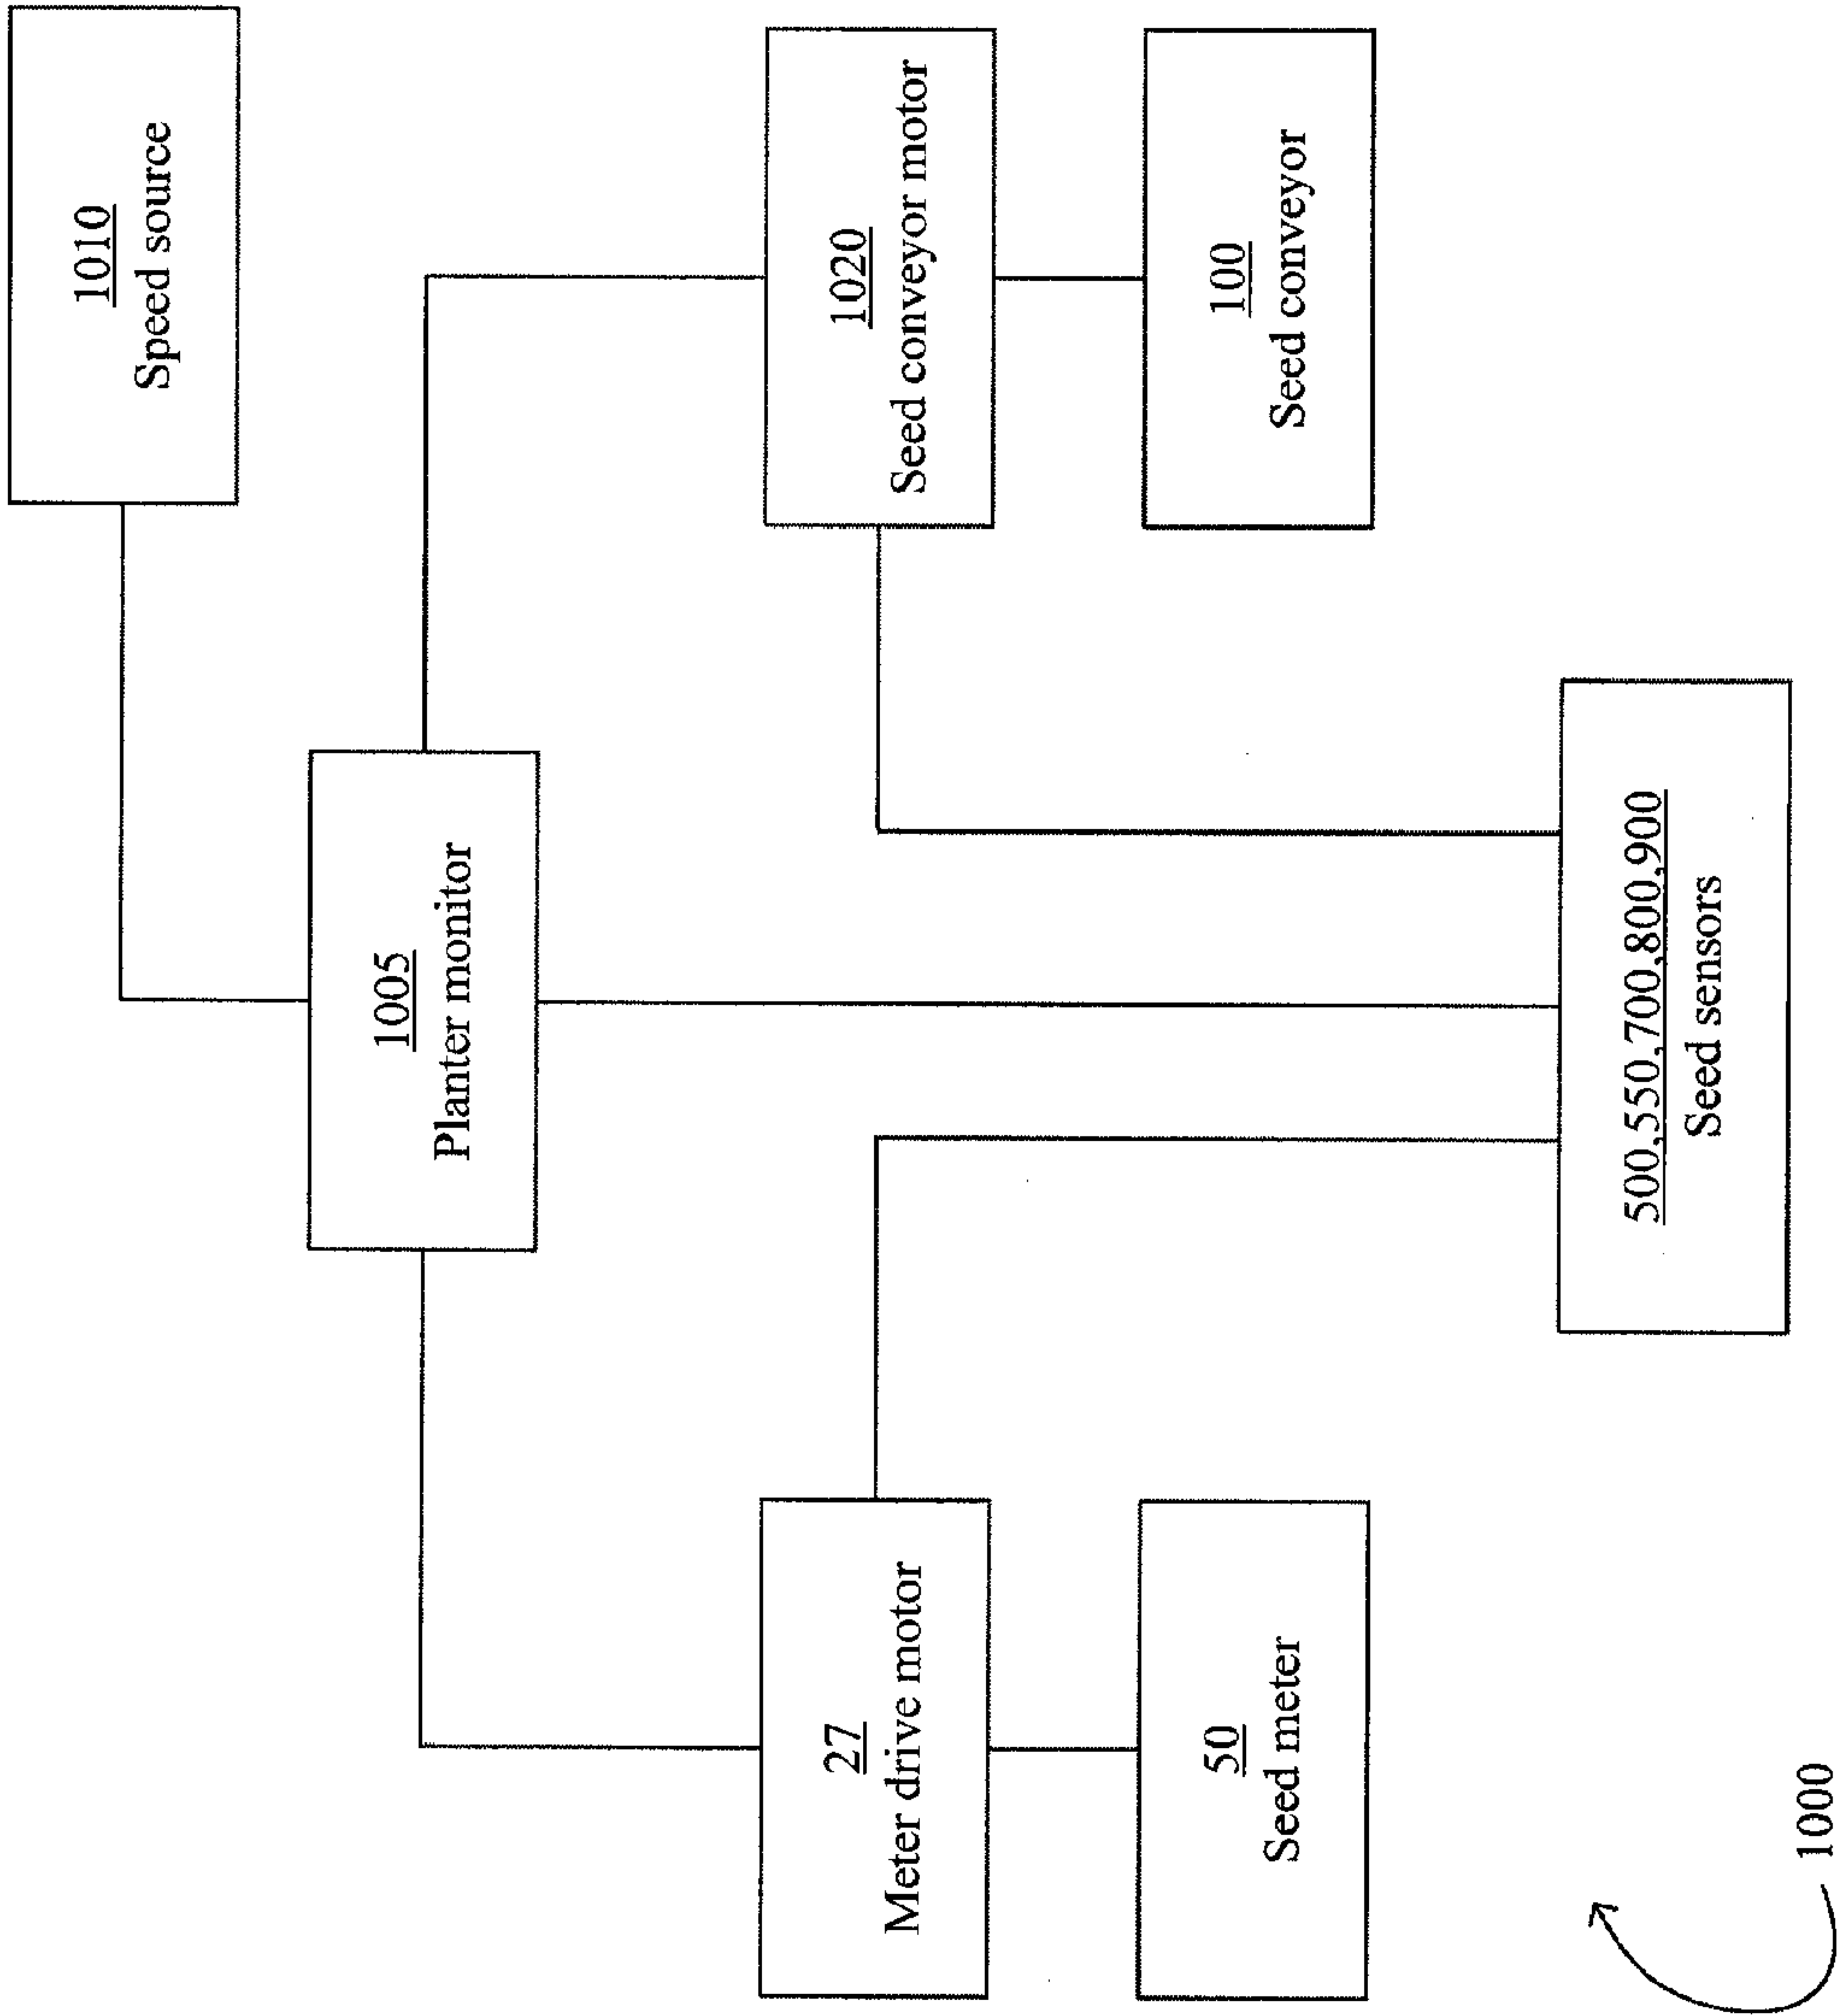 1010
Speed source
1005
Planter monitor
27
Meter drive motor
1020
Seed conveyor motor
50
Seed meter
100
Seed conveyor
500,550,700,800,900
Seed sensors
1000